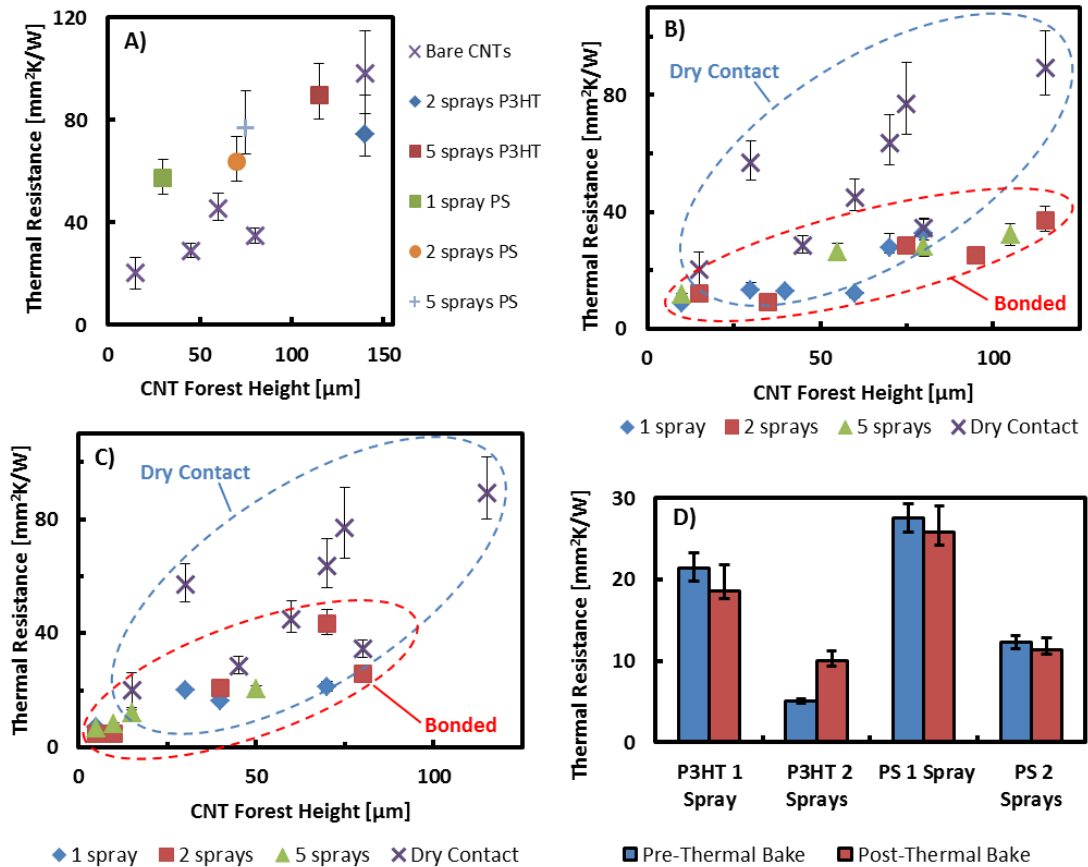 A)
Thermal Resistance [mm²K/W]
120
80
40
0
0
50
100
150
CNT Forest Height [µm]
Bare CNTs
2 sprays P3HT
5 sprays P3HT
1 spray PS
2 sprays PS
5 sprays PS
B)
Thermal Resistance [mm²K/W]
80
40
0
0
50
100
CNT Forest Height [µm]
Dry Contact
Bonded
1 spray
2 sprays
5 sprays
Dry Contact
C)
Thermal Resistance [mm²K/W]
80
40
0
0
50
100
CNT Forest Height [µm]
Dry Contact
Bonded
1 spray
2 sprays
5 sprays
Dry Contact
D)
Thermal Resistance [mm²K/W]
30
20
10
0
P3HT 1 Spray
P3HT 2 Sprays
PS 1 Spray
PS 2 Sprays
Pre-Thermal Bake
Post-Thermal Bake